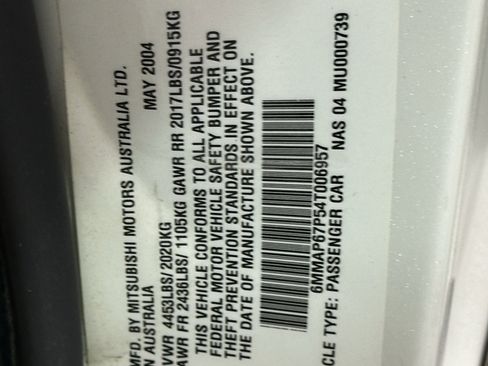 MFD. BY MITSUBISHI MOTORS AUSTRALIA LTD.
N AUSTRALIA MAY 2004
VWR 4453LBS/2020KG
AWR FR 2436LBS/1105KG GAWR RR 2017LBS/0915KG
THIS VEHICLE CONFORMS TO ALL APPLICABLE
FEDERAL MOTOR VEHICLE SAFETY BUMPER AND
THEFT PREVENTION STANDARDS IN EFFECT ON
THE DATE OF MANUFACTURE SHOWN ABOVE.
6MMAP67P54T006957
CLE TYPE: PASSENGER CAR NAS 04 MU000739